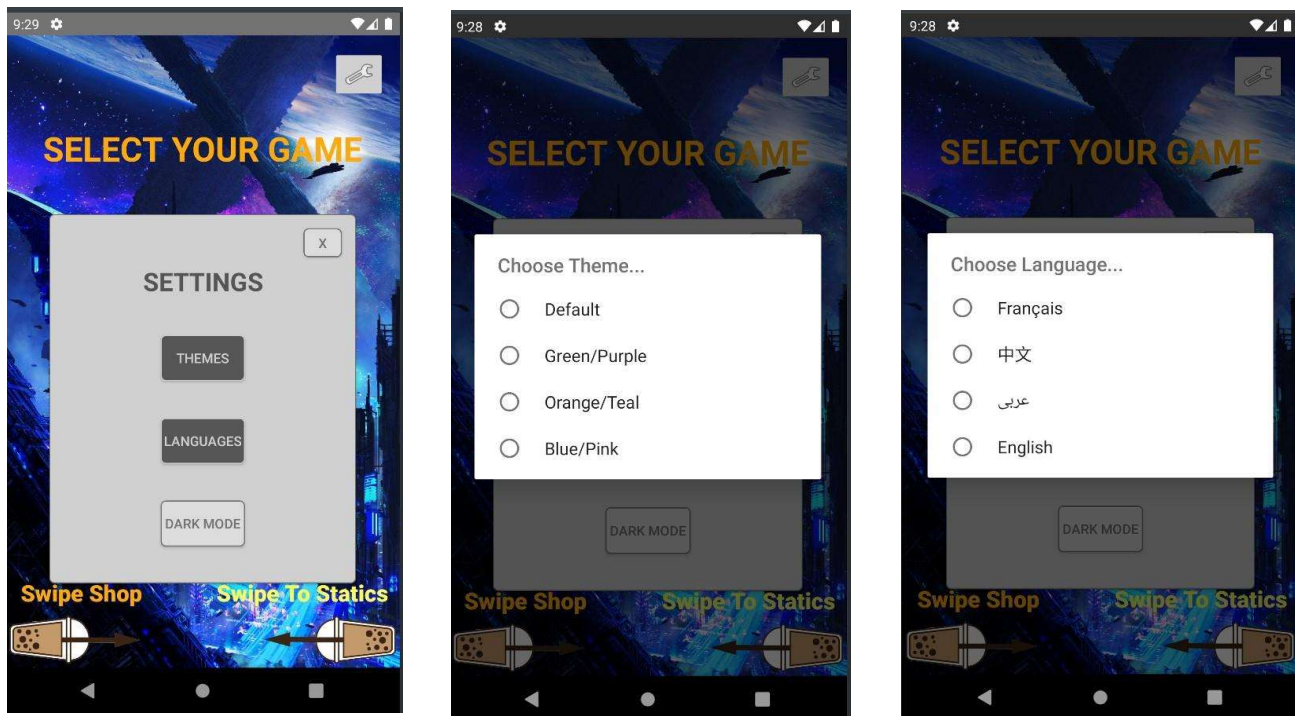 9:29
SELECT YOUR GAME
X
SETTINGS
THEMES
LANGUAGES
DARK MODE
Swipe Shop Swipe To Statics
9:28
SELECT YOUR GAME
Choose Theme...
Default
Green/Purple
Orange/Teal
Blue/Pink
DARK MODE
Swipe Shop Swipe To Statics
9:28
SELECT YOUR GAME
Choose Language...
Français
中文
عربى
English
DARK MODE
Swipe Shop Swipe To Statics